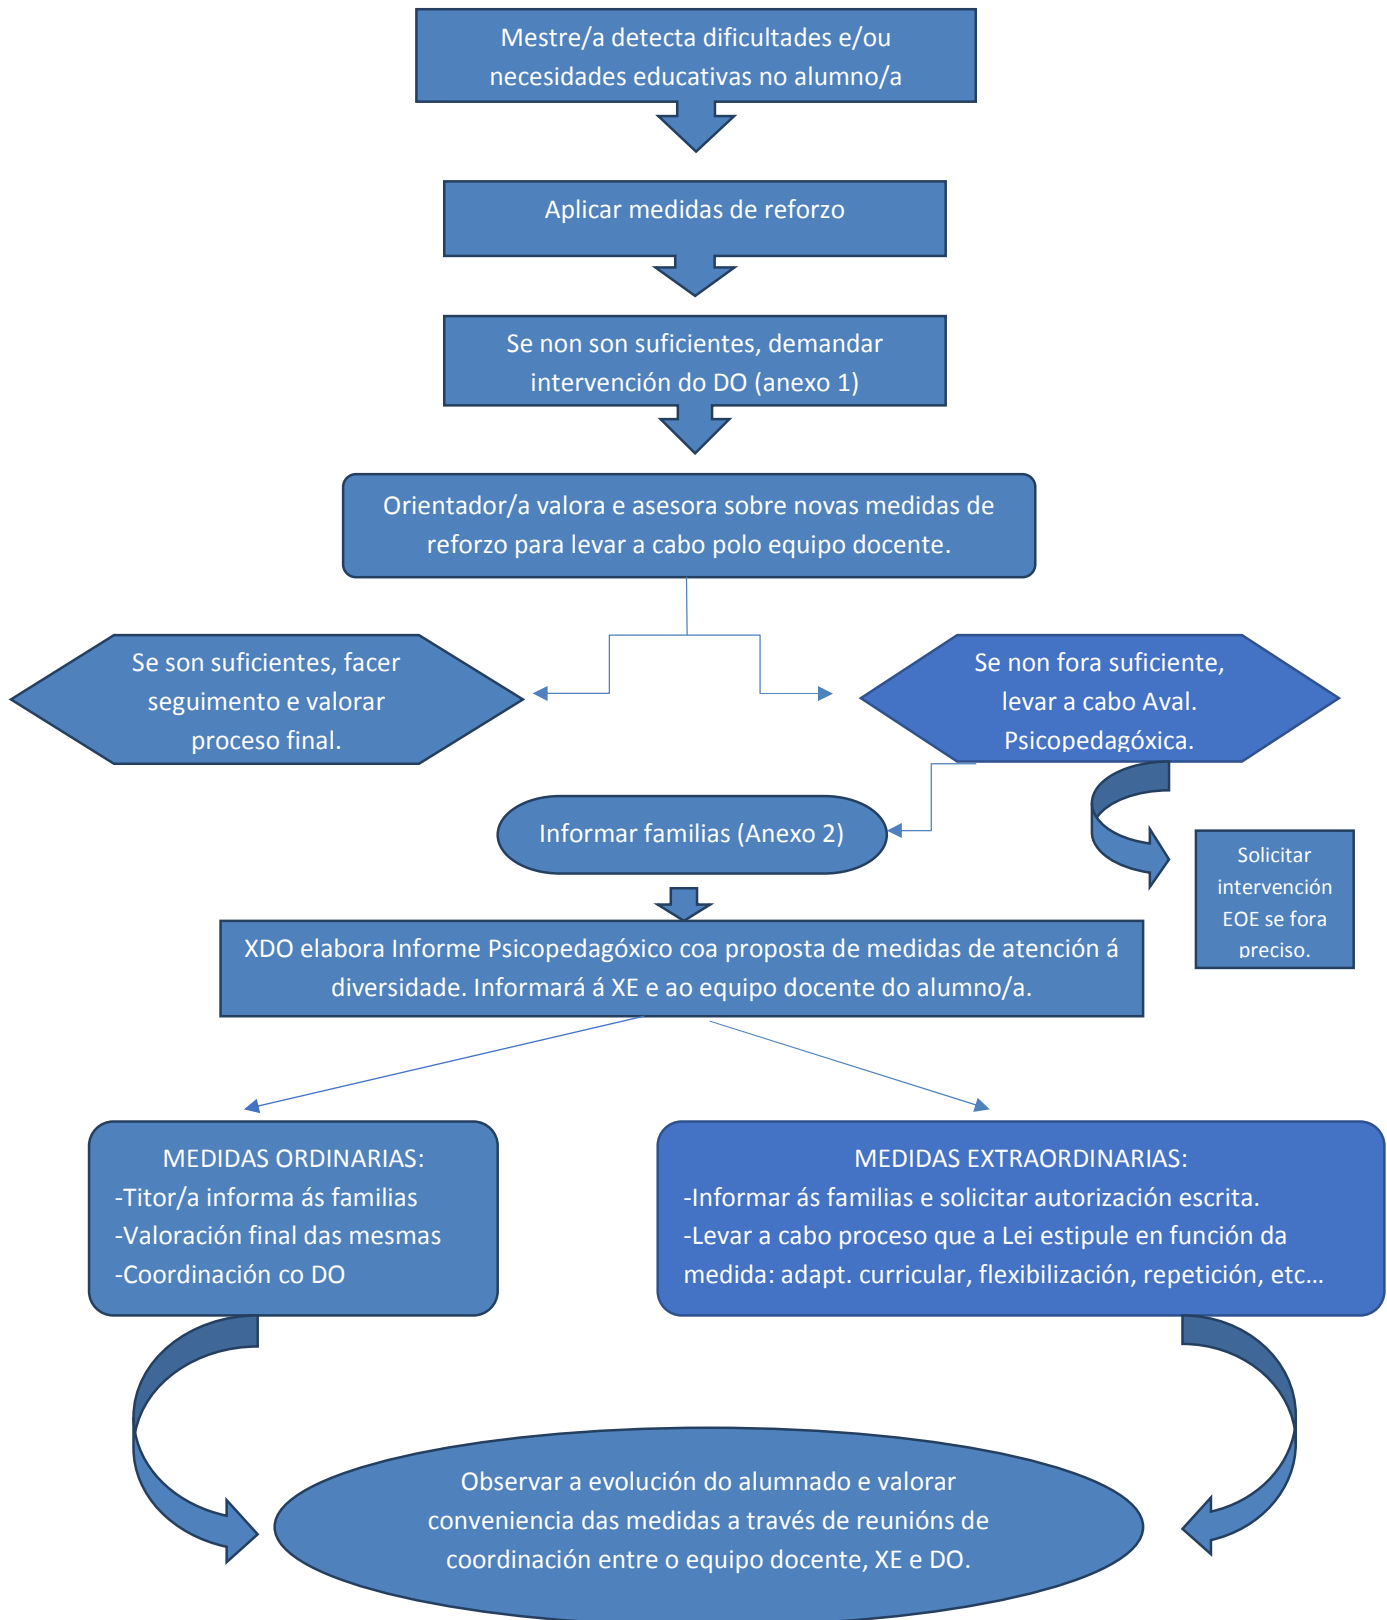 Mestre/a detecta dificultades e/ou
necesidades educativas no alumno/a
Aplicar medidas de reforzo
Se non son suficientes, demandar
intervención do DO (anexo 1)
Orientador/a valora e asesora sobre novas medidas de
reforzo para levar a cabo polo equipo docente.
Se son suficientes, facer
seguimento e valorar
proceso final.
Se non fora suficiente,
levar a cabo Aval.
Psicopedagóxica.
Informar familias (Anexo 2)
Solicitar
intervención
EOE se fora
preciso.
XDO elabora Informe Psicopedagóxico coa proposta de medidas de atención á
diversidade. Informará á XE e ao equipo docente do alumno/a.
MEDIDAS ORDINARIAS:
-Titor/a informa ás familias
-Valoración final das mesmas
-Coordinación co DO
MEDIDAS EXTRAORDINARIAS:
-Informar ás familias e solicitar autorización escrita.
-Levar a cabo proceso que a Lei estipule en función da
medida: adapt. curricular, flexibilización, repetición, etc...
Observar a evolución do alumnado e valorar
conveniencia das medidas a través de reunións de
coordinación entre o equipo docente, XE e DO.